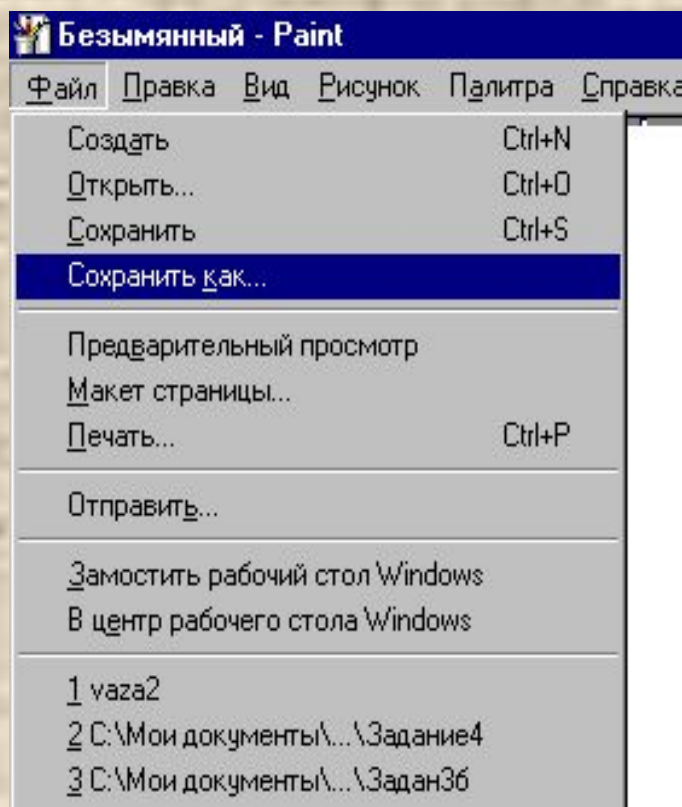 Безымянный - Paint
Файл Правка Вид Рисунок Палитра Справка
Создать Ctrl+N
Открыть... Ctrl+O
Сохранить Ctrl+S
Сохранить как...
Предварительный просмотр
Макет страницы...
Печать... Ctrl+P
Отправить...
Замостить рабочий стол Windows
В центр рабочего стола Windows
1 vaza2
2 C:\Мои документы\...\Задание4
3 C:\Мои документы\...\Задан3б